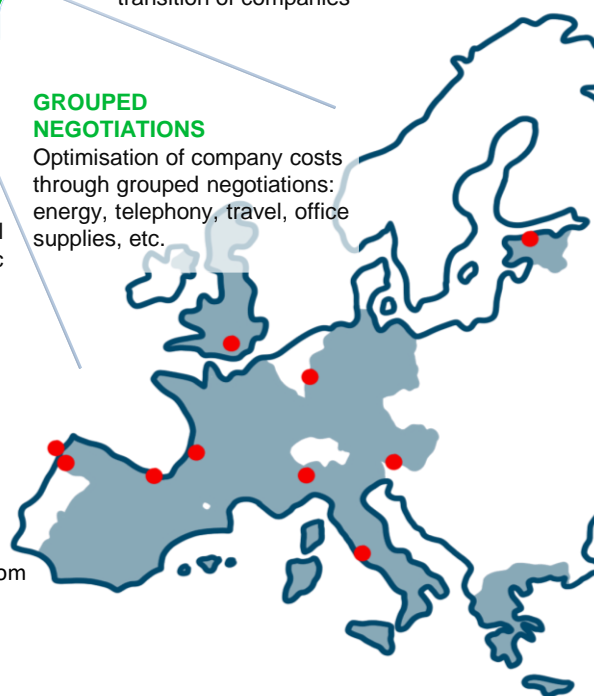 transition of companies
GROUPED
NEGOTIATIONS
Optimisation of company costs
through grouped negotiations:
energy, telephony, travel, office
supplies, etc.